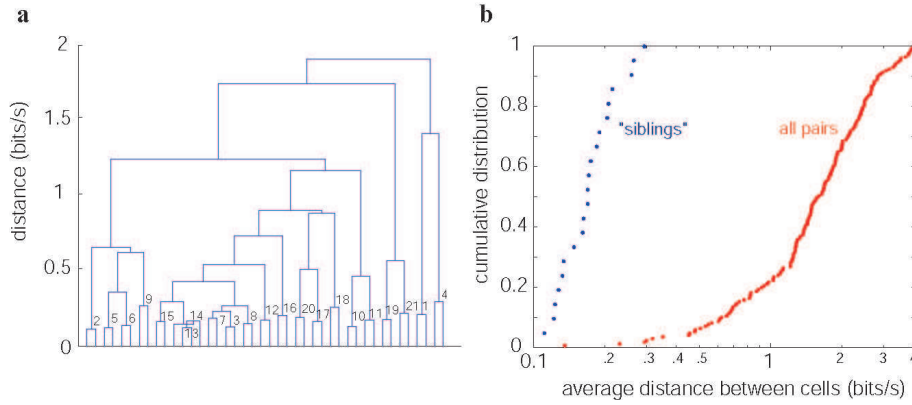 a
distance (bits/s)
2
1.5
1
0.5
0
2 5 6 9 15 13 14 7 3 8 12 16 20 17 18 10 11 19 21 1 4
b
cumulative distribution
1
0.8
0.6
0.4
0.2
0
"siblings"
all pairs
0.1 .2 .3 .4 .5 1 2 3 4
average distance between cells (bits/s)